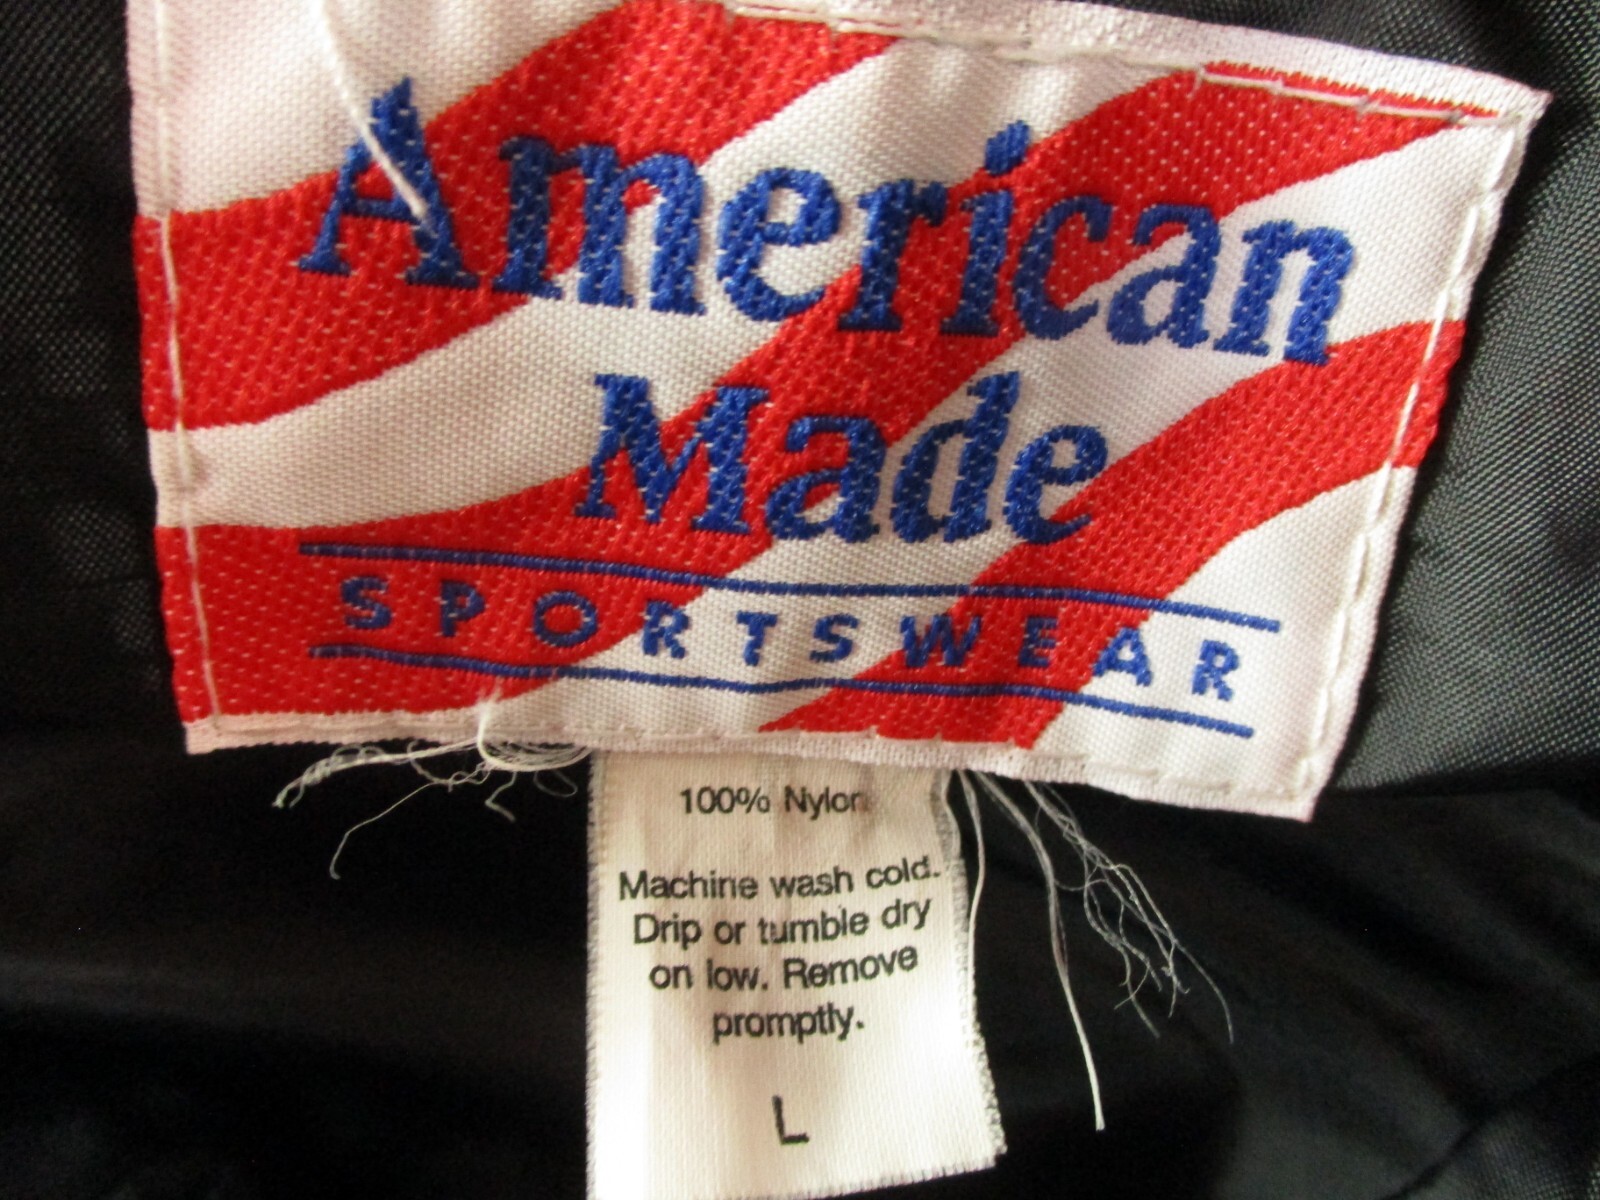 American
Made
SPORTSWEAR
100% Nylon
Machine wash cold.
Drip or tumble dry
on low. Remove
promptly.
L